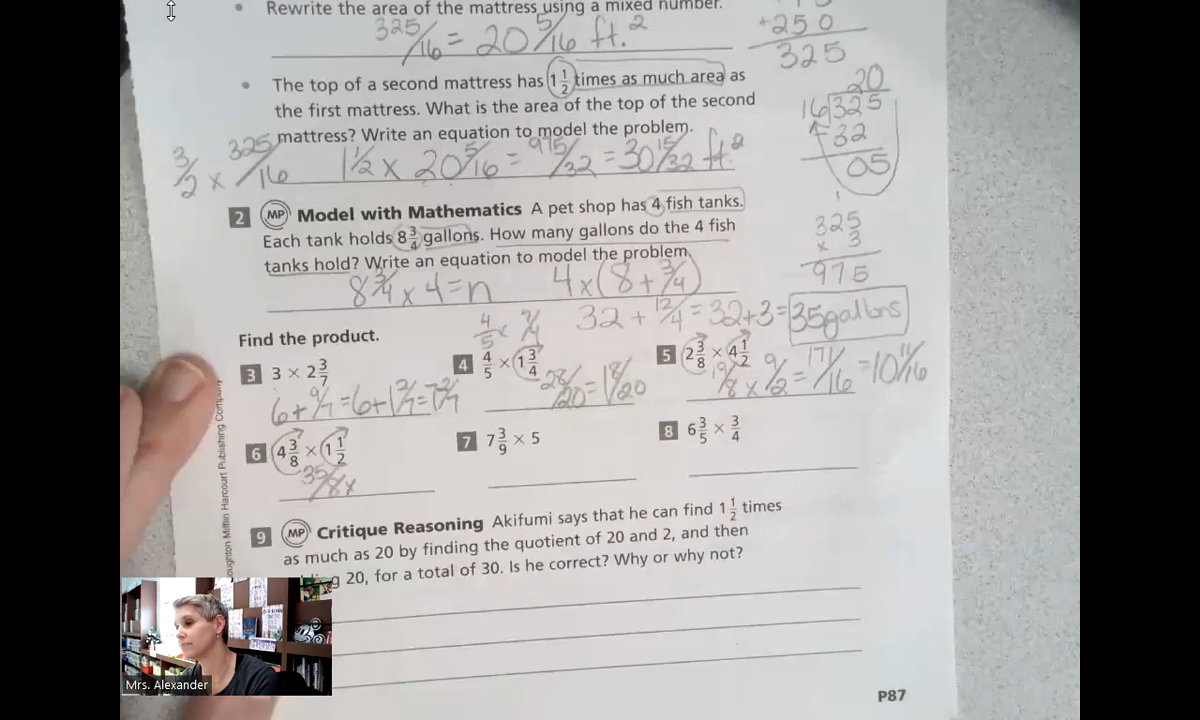 Rewrite the area of the mattress using a mixed number.
325/16 = 20 5/16 ft.²
+250
325
The top of a second mattress has 1 1/2 times as much area as
the first mattress. What is the area of the top of the second
mattress? Write an equation to model the problem.
3/2 × 325/16 1 1/2 × 20 5/16 = 975/32 = 30 15/32 ft²
20
16 325
32
05
325
× 3
975
2 MP Model with Mathematics A pet shop has 4 fish tanks.
Each tank holds 8 3/4 gallons. How many gallons do the 4 fish
tanks hold? Write an equation to model the problem.
8 3/4 × 4 = n 4 × (8 + 3/4)
32 + 12/4 = 32 + 3 = 35 gallons
Find the product.
3 3 × 2 3/7
6 + 9/7 = 6 + 1 2/7 = 7 2/7
4/5 × 7/4
4 4/5 × 1 3/4
28/20 = 1 8/20
5 2 3/8 × 4 1/2
19/8 × 9/2 = 171/16 = 10 11/16
6 4 3/8 × 1 1/2
35/8 ×
7 7 3/9 × 5
8 6 3/5 × 3/4
9 MP Critique Reasoning Akifumi says that he can find 1 1/2 times
as much as 20 by finding the quotient of 20 and 2, and then
g 20, for a total of 30. Is he correct? Why or why not?
oughton Mifflin Harcourt Publishing Company
Mrs. Alexander
P87